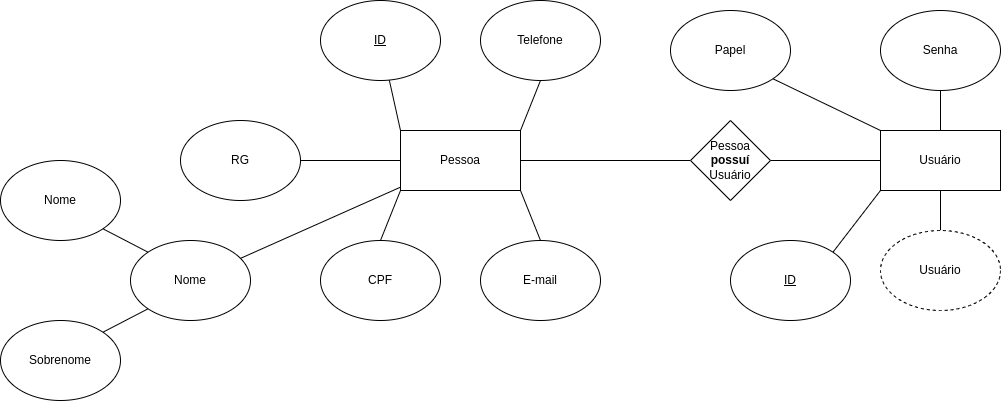 ID
Telefone
Papel
Senha
RG
Pessoa
Pessoa
possuí
Usuário
Usuário
Nome
Nome
CPF
E-mail
ID
Usuário
Sobrenome